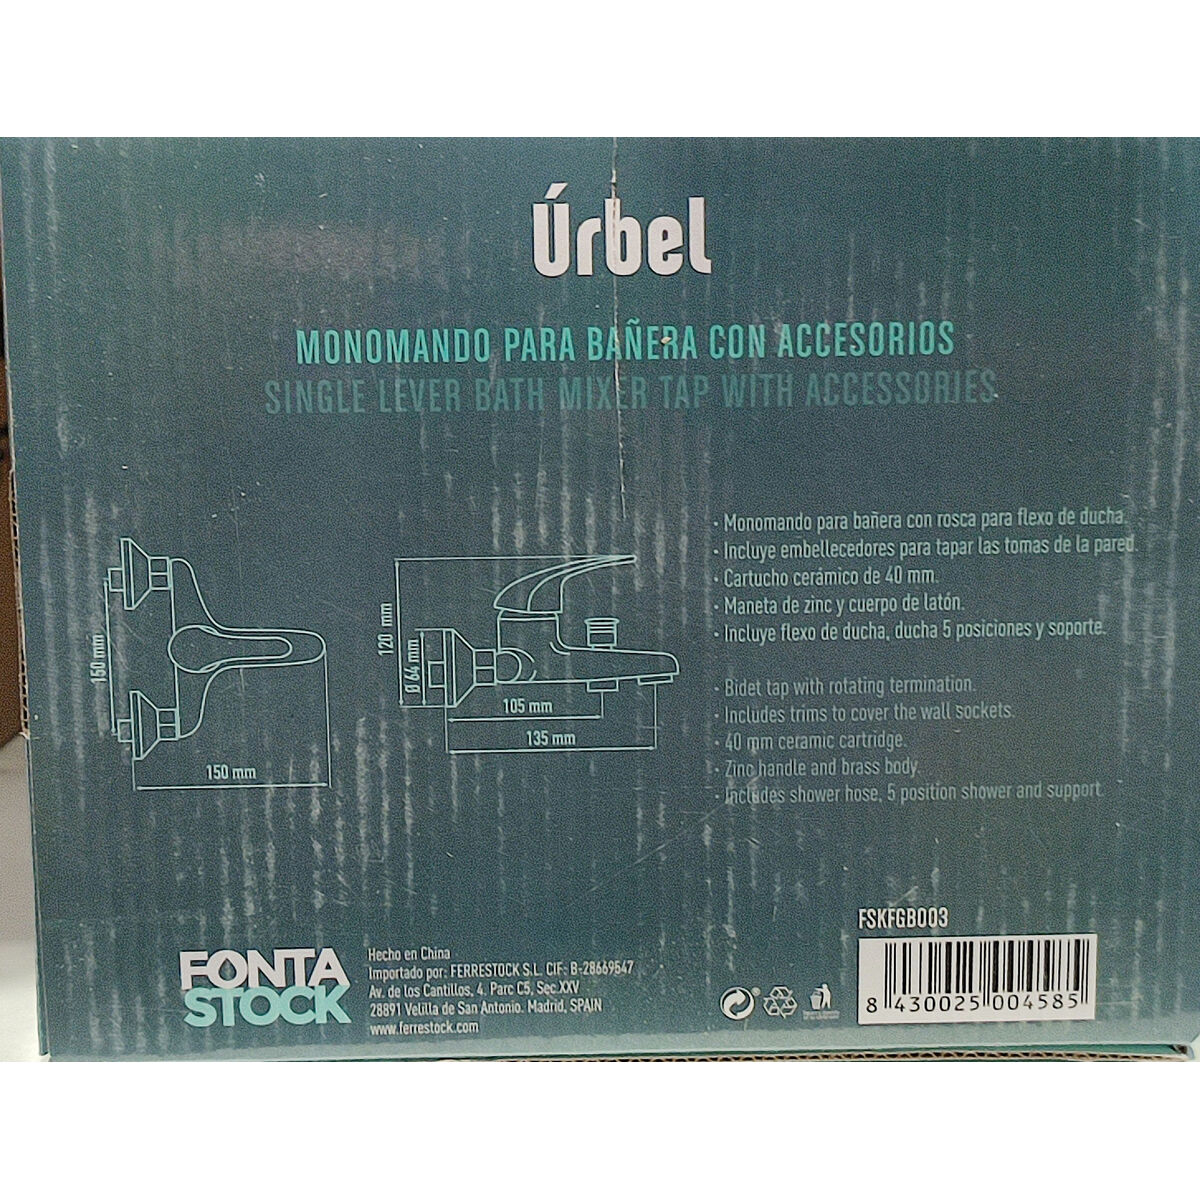 Úrbel
MONOMANDO PARA BAÑERA CON ACCESORIOS
SINGLE LEVER BATH MIXER TAP WITH ACCESSORIES
150 mm
150 mm
120 mm
Ø 64 mm
105 mm
135 mm
· Monomando para bañera con rosca para flexo de ducha.
· Incluye embellecedores para tapar las tomas de la pared.
· Cartucho cerámico de 40 mm.
· Maneta de zinc y cuerpo de latón.
· Incluye flexo de ducha, ducha 5 posiciones y soporte.
· Bidet tap with rotating termination.
· Includes trims to cover the wall sockets.
· 40 mm ceramic cartridge.
· Zinc handle and brass body.
· Includes shower hose, 5 position shower and support.
FONTA
STOCK
Hecho en China
Importado por: FERRESTOCK S.L. CIF: B-28669547
Av. de los Cantillos, 4. Parc C5, Sec.XXV
28891 Velilla de San Antonio. Madrid, SPAIN
www.ferrestock.com
FSKFGB003
8 430025 004585